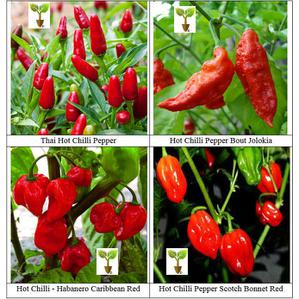 Thai Hot Chilli Pepper
Hot Chilli Pepper Bout Jolokia
Hot Chilli - Habanero Caribbean Red
Hot Chilli Pepper Scotch Bonnet Red